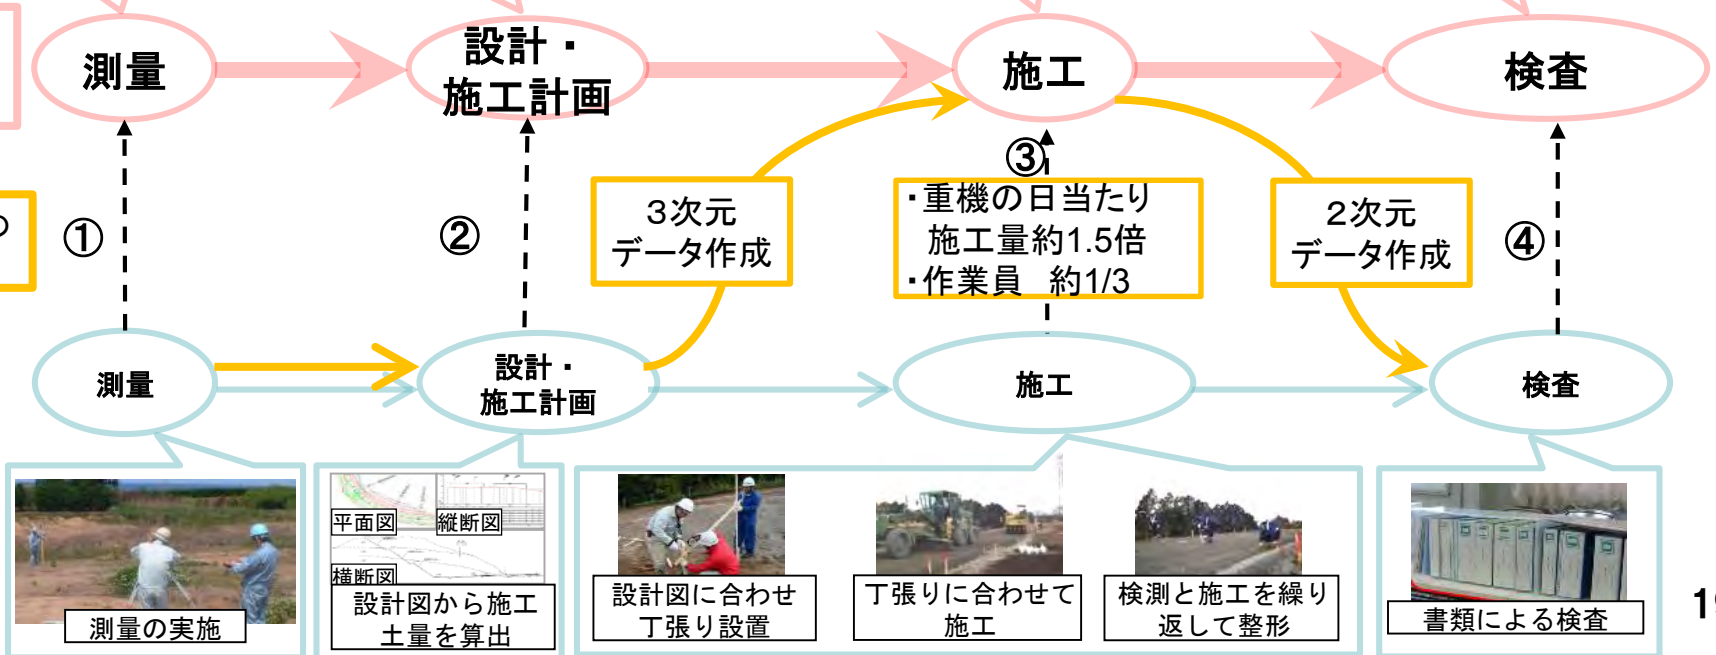 測量
設計・
施工計画
施工
検査
①
②
３次元
データ作成
③
・重機の日当たり
施工量約1.5倍
・作業員　約1/3
２次元
データ作成
④
測量
設計・
施工計画
施工
検査
平面図
縦断図
横断図
測量の実施
設計図から施工
土量を算出
設計図に合わせ
丁張り設置
丁張りに合わせて
施工
検測と施工を繰り
返して整形
書類による検査